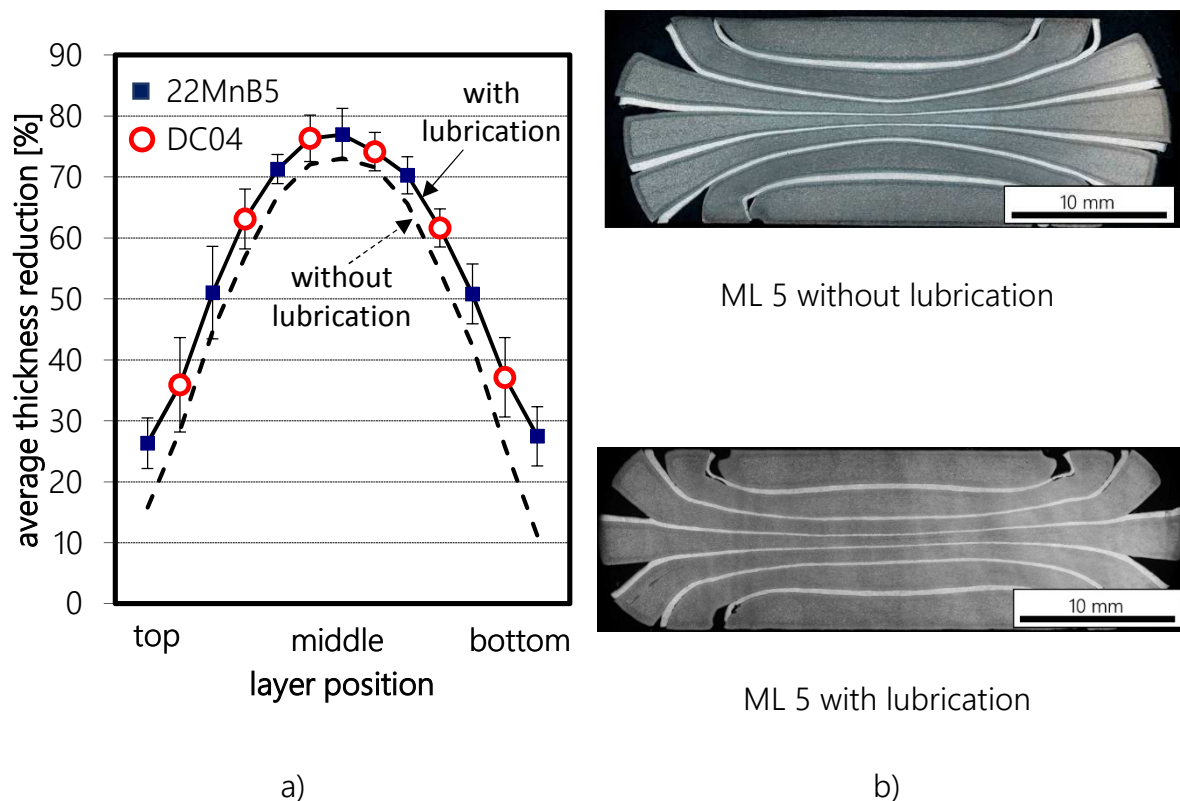 90
80
70
60
50
40
30
20
10
0
average thickness reduction [%]
22MnB5
DC04
with
lubrication
without
lubrication
top
middle
bottom
layer position
a)
10 mm
ML 5 without lubrication
10 mm
ML 5 with lubrication
b)